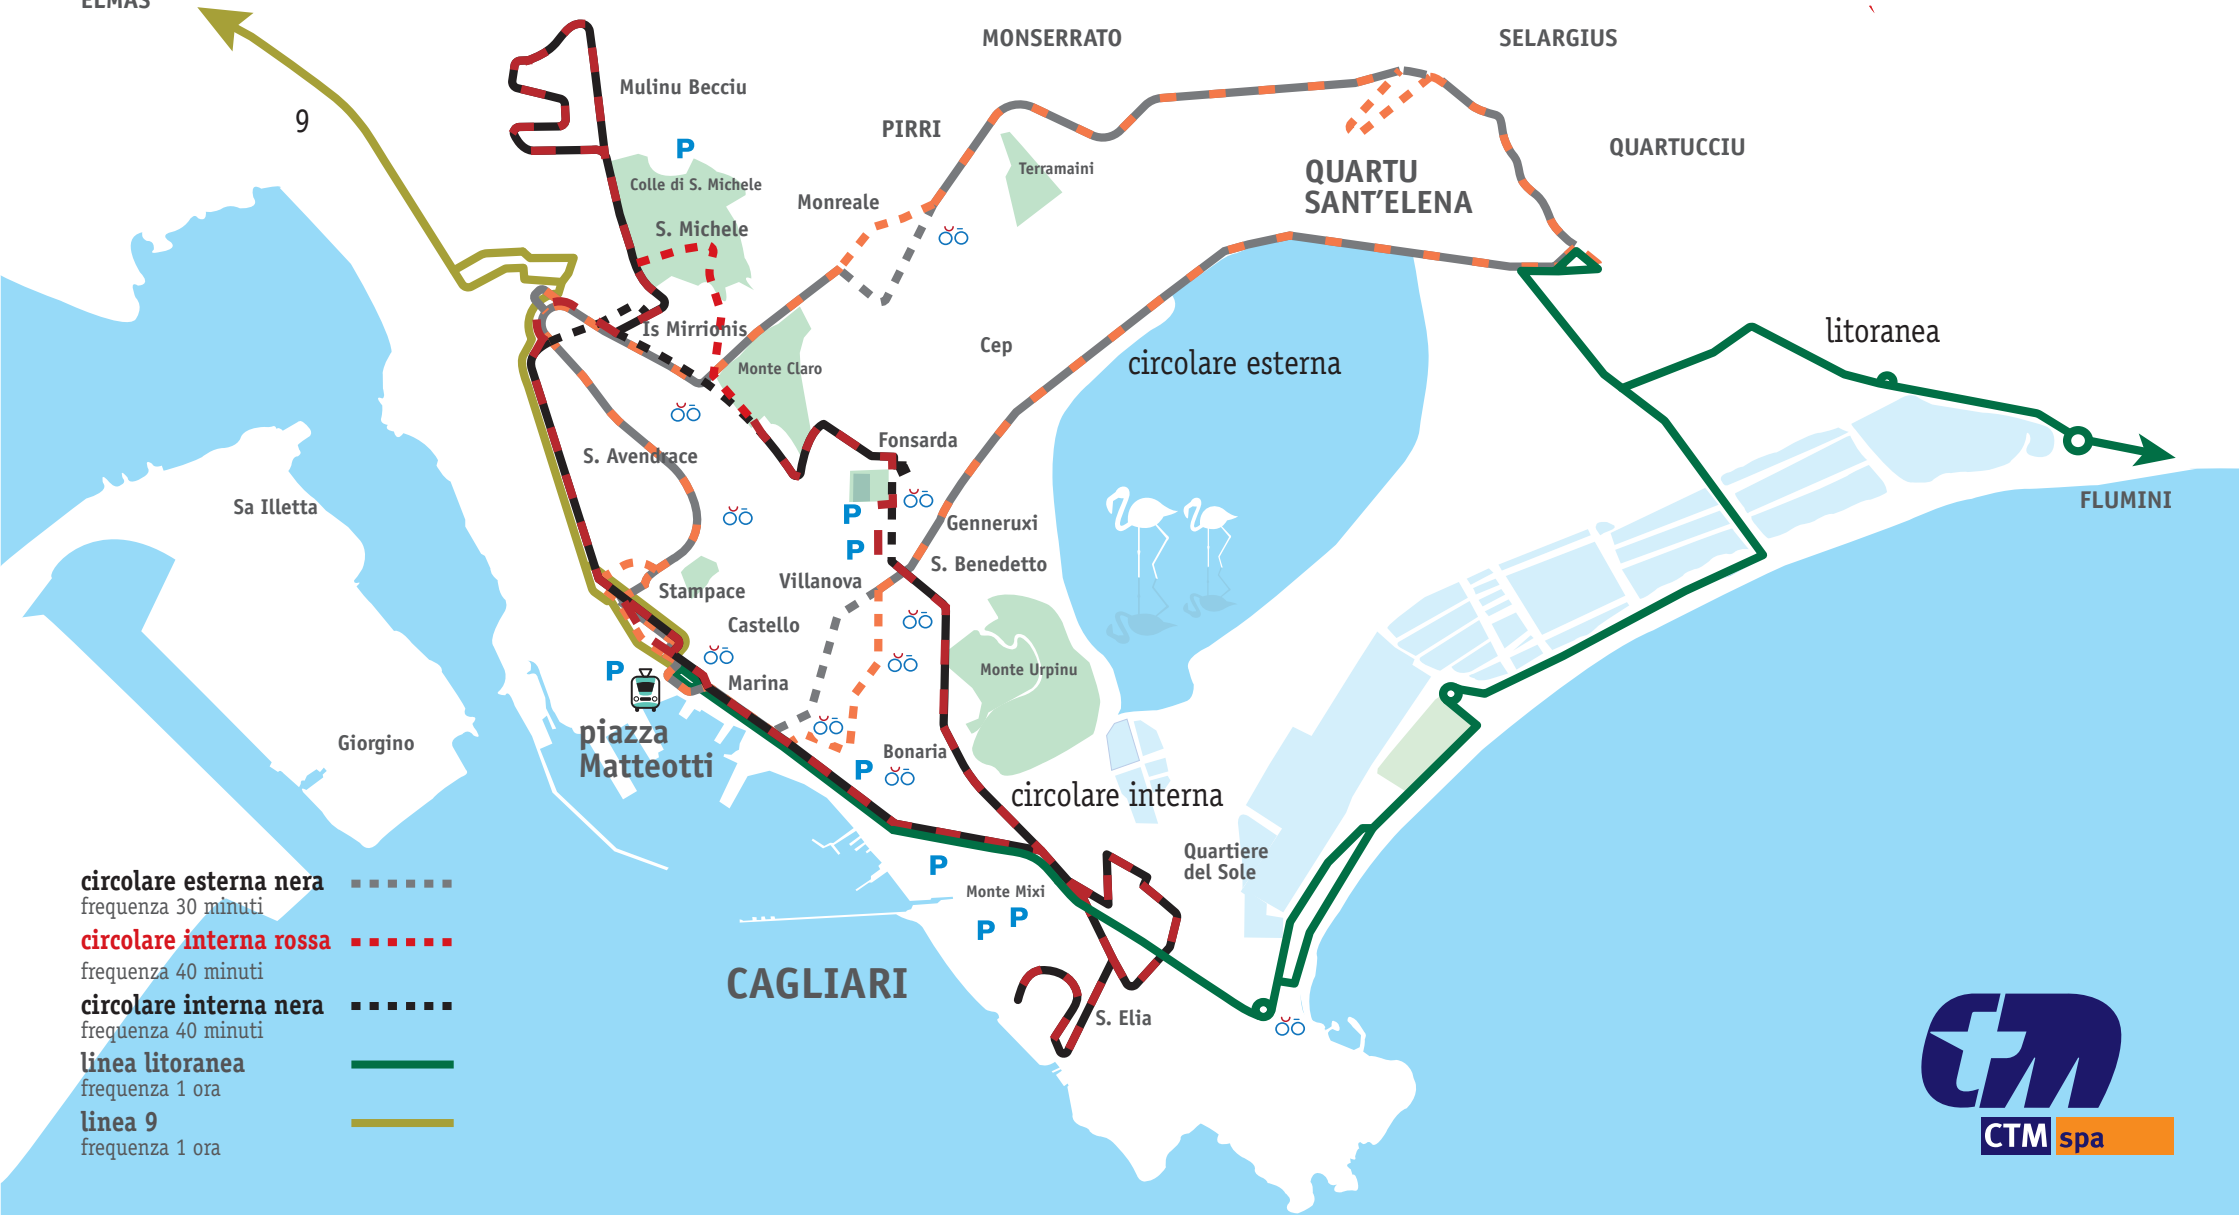 ELMAS
MONSERRATO
SELARGIUS
9
Mulinu Becciu
PIRRI
QUARTUCCIU
P
Colle di S. Michele
Terramaini
QUARTU
SANT'ELENA
Monreale
S. Michele
Is Mirrionis
Cep
litoranea
Monte Claro
circolare esterna
Fonsarda
S. Avendrace
Sa Illetta
FLUMINI
P
Genneruxi
P
S. Benedetto
Villanova
Stampace
Castello
P
Monte Urpinu
Marina
piazza
Matteotti
Giorgino
Bonaria
P
circolare interna
Quartiere
del Sole
P
Monte Mixi
P
P
CAGLIARI
S. Elia
circolare esterna nera
frequenza 30 minuti
circolare interna rossa
frequenza 40 minuti
circolare interna nera
frequenza 40 minuti
linea litoranea
frequenza 1 ora
linea 9
frequenza 1 ora
tm
CTM spa